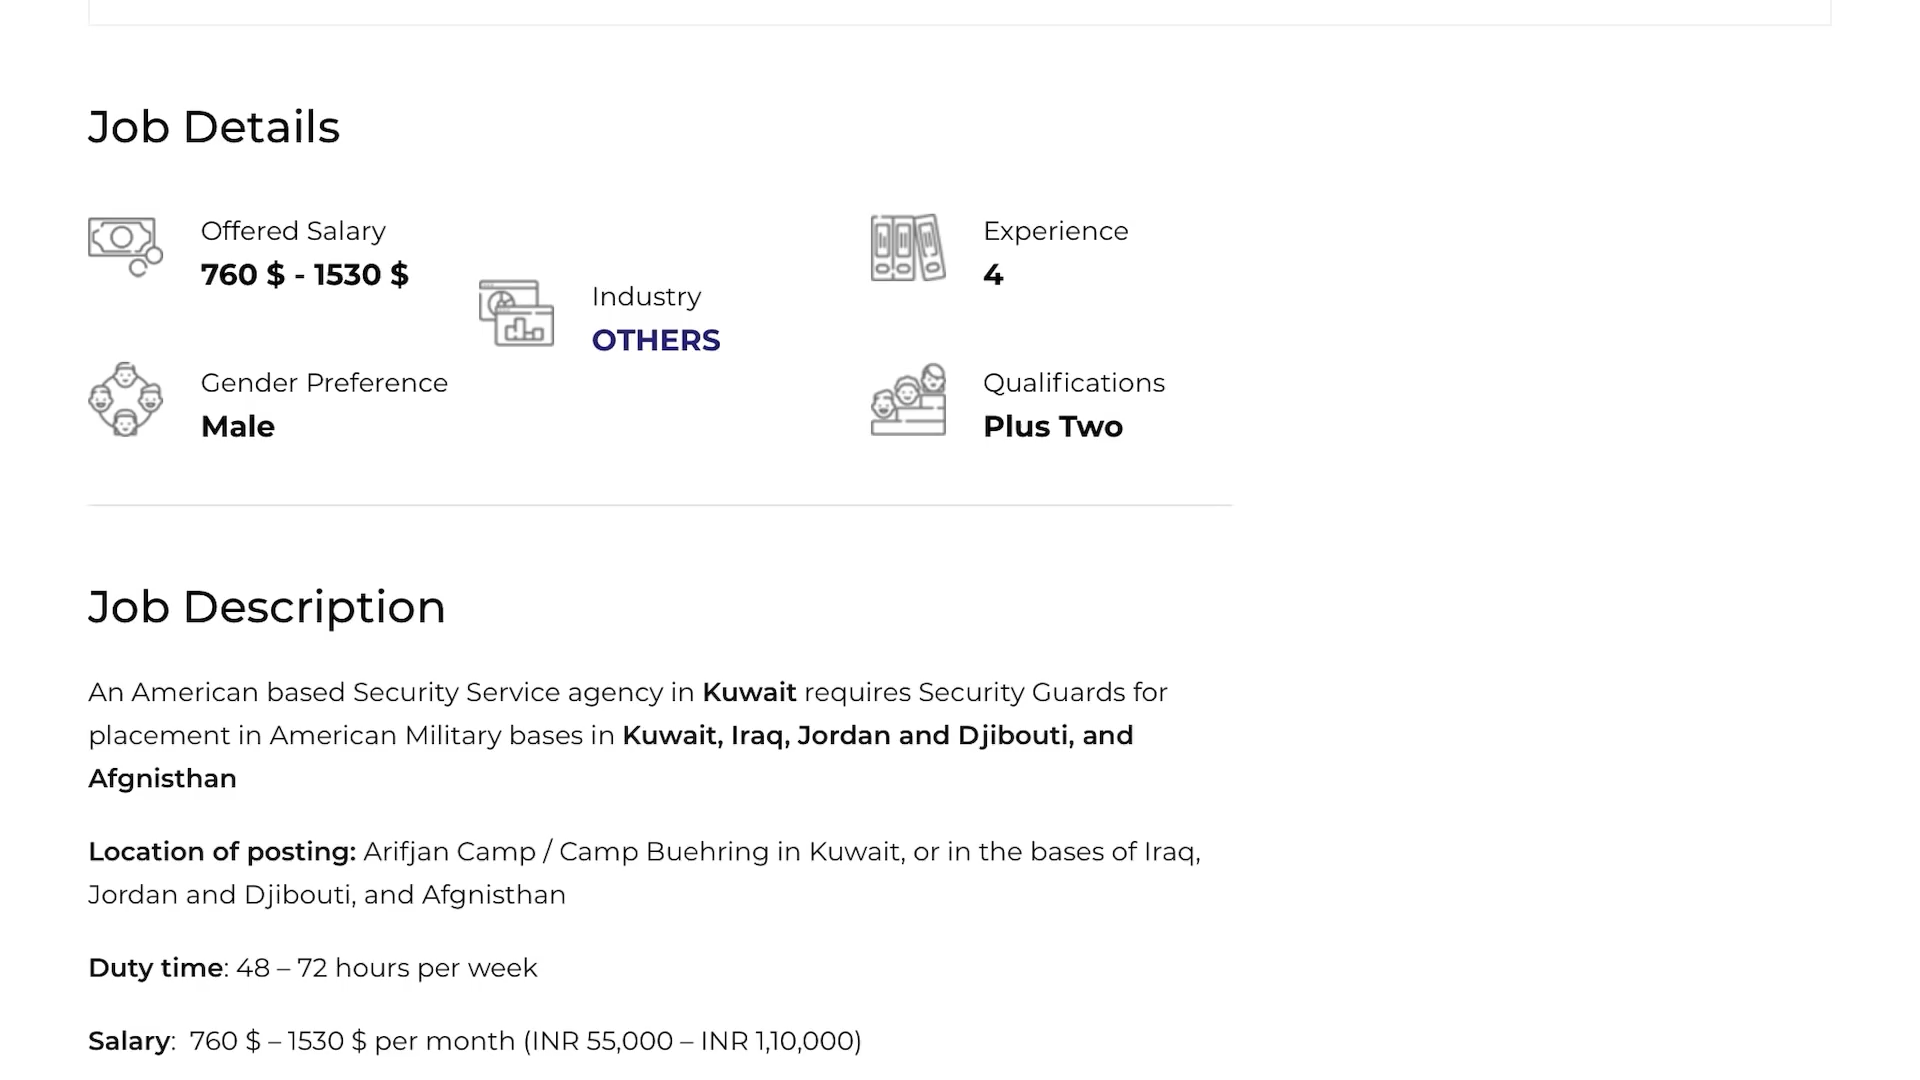 Job Details
Offered Salary
760 $ - 1530 $
Industry
OTHERS
Experience
4
Gender Preference
Male
Qualifications
Plus Two
Job Description
An American based Security Service agency in Kuwait requires Security Guards for
placement in American Military bases in Kuwait, Iraq, Jordan and Djibouti, and
Afgnisthan
Location of posting: Arifjan Camp / Camp Buehring in Kuwait, or in the bases of Iraq,
Jordan and Djibouti, and Afgnisthan
Duty time: 48 – 72 hours per week
Salary:  760 $ – 1530 $ per month (INR 55,000 – INR 1,10,000)